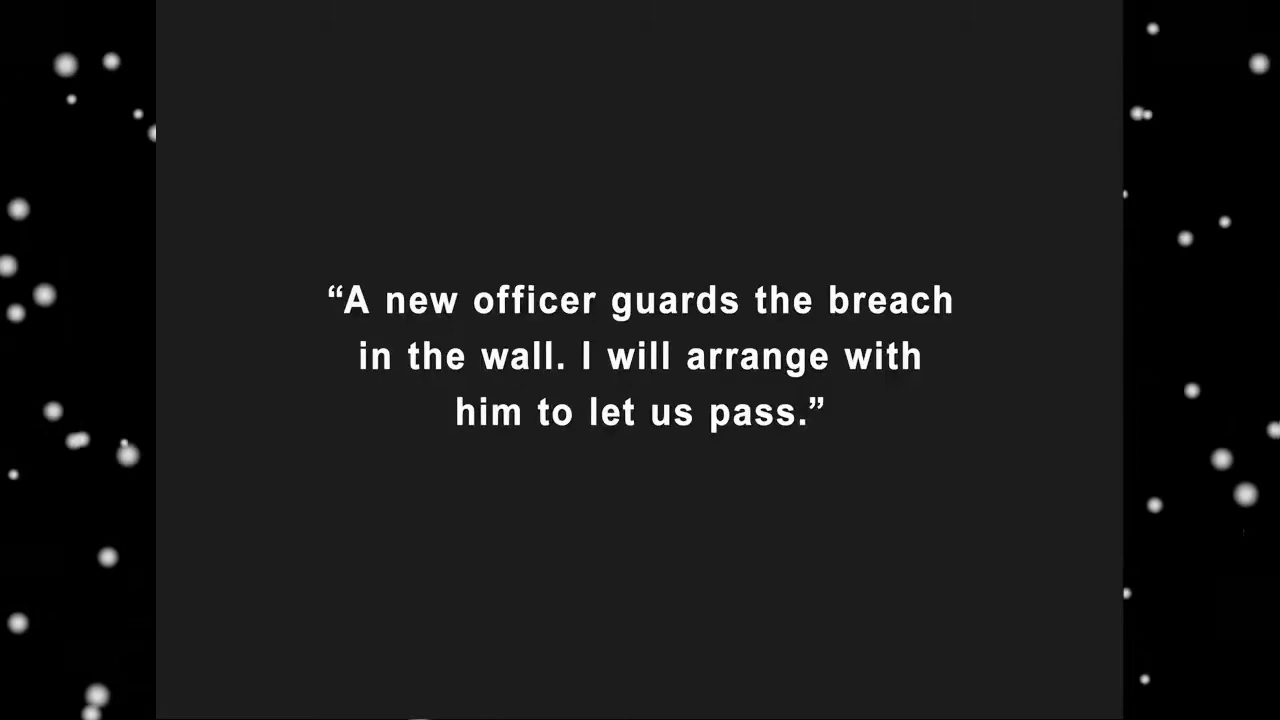 “A new officer guards the breach
in the wall. I will arrange with
him to let us pass.”